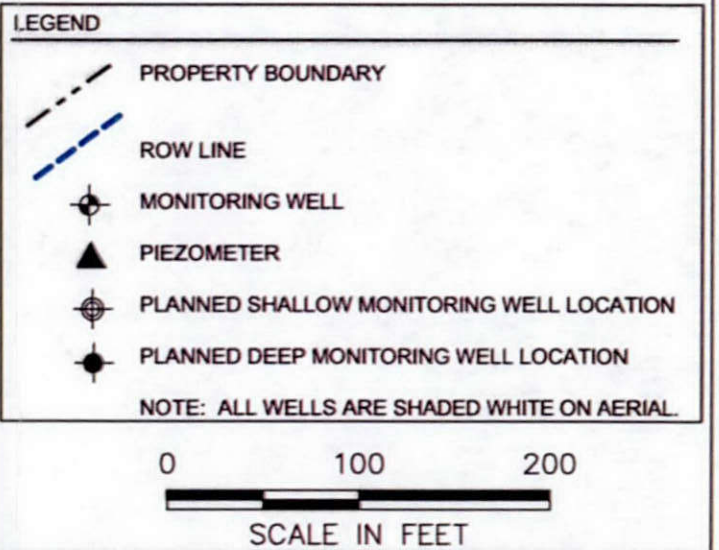 LEGEND
PROPERTY BOUNDARY
ROW LINE
MONITORING WELL
PIEZOMETER
PLANNED SHALLOW MONITORING WELL LOCATION
PLANNED DEEP MONITORING WELL LOCATION
NOTE: ALL WELLS ARE SHADED WHITE ON AERIAL.
0 100 200
SCALE IN FEET